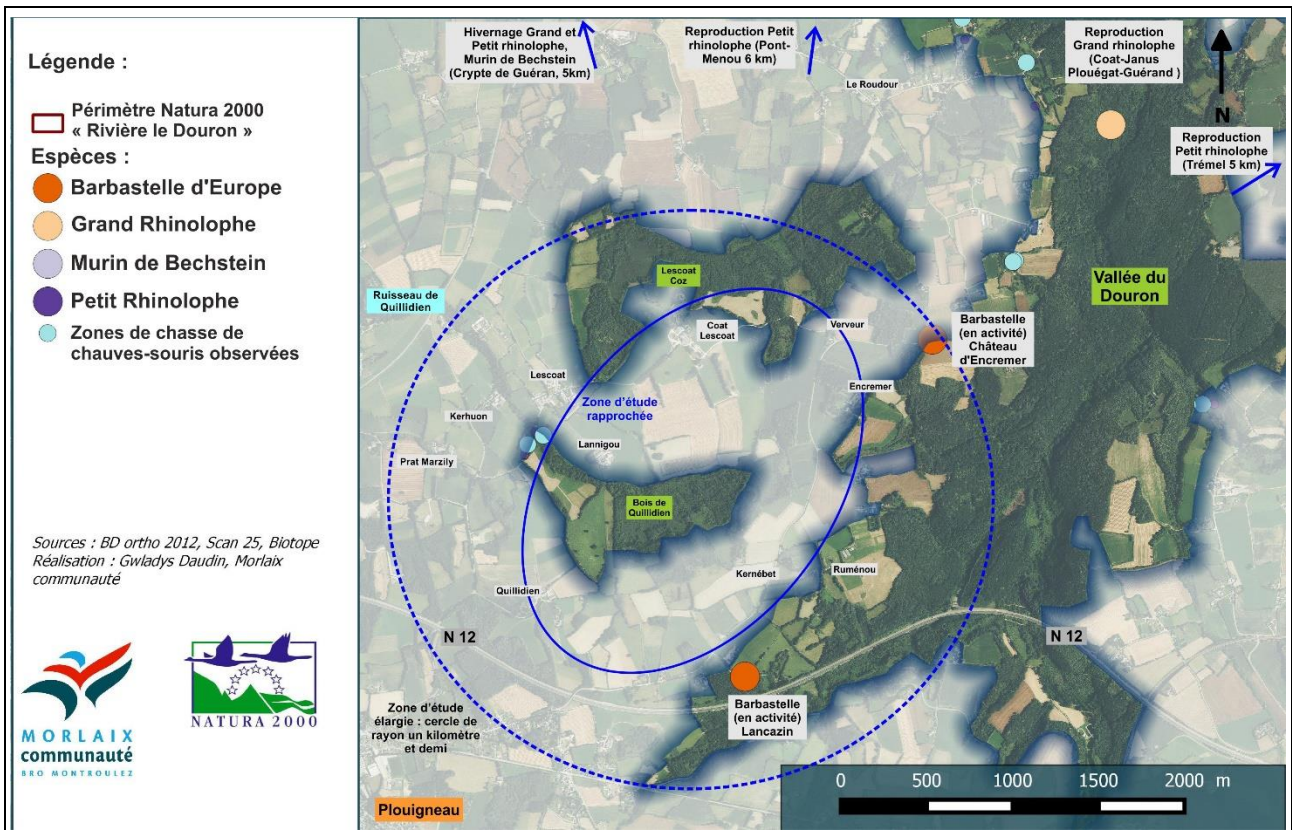 Légende :
Périmètre Natura 2000
« Rivière le Douron »
Espèces :
Barbastelle d'Europe
Grand Rhinolophe
Murin de Bechstein
Petit Rhinolophe
Zones de chasse de
chauves-souris observées
Sources : BD ortho 2012, Scan 25, Biotope
Réalisation : Gwladys Daudin, Morlaix
communauté
MORLAIX
communauté
BRO MONTROULEZ
NATURA 2000
Hivernage Grand et
Petit rhinolophe,
Murin de Bechstein
(Crypte de Guéran, 5km)
Reproduction Petit
rhinolophe (Pont-
Menou 6 km)
Le Roudour
Reproduction
Grand rhinolophe
(Coat-Janus
Plouégat-Guérand )
N
Reproduction
Petit rhinolophe
(Trémel 5 km)
Vallée du
Douron
Ruisseau de
Quillidien
Lescoat
Coz
Coat
Lescoat
Verveur
Barbastelle
(en activité)
Château
d'Encremer
Lescoat
Encremer
Zone d'étude
rapprochée
Kerhuon
Lannigou
Prat Marzily
Bois de
Quillidien
Kernébet
Ruménou
Quillidien
N 12
N 12
Zone d'étude
élargie : cercle de
rayon un kilomètre
et demi
Barbastelle
(en activité)
Lancazin
Plouigneau
0 500 1000 1500 2000 m